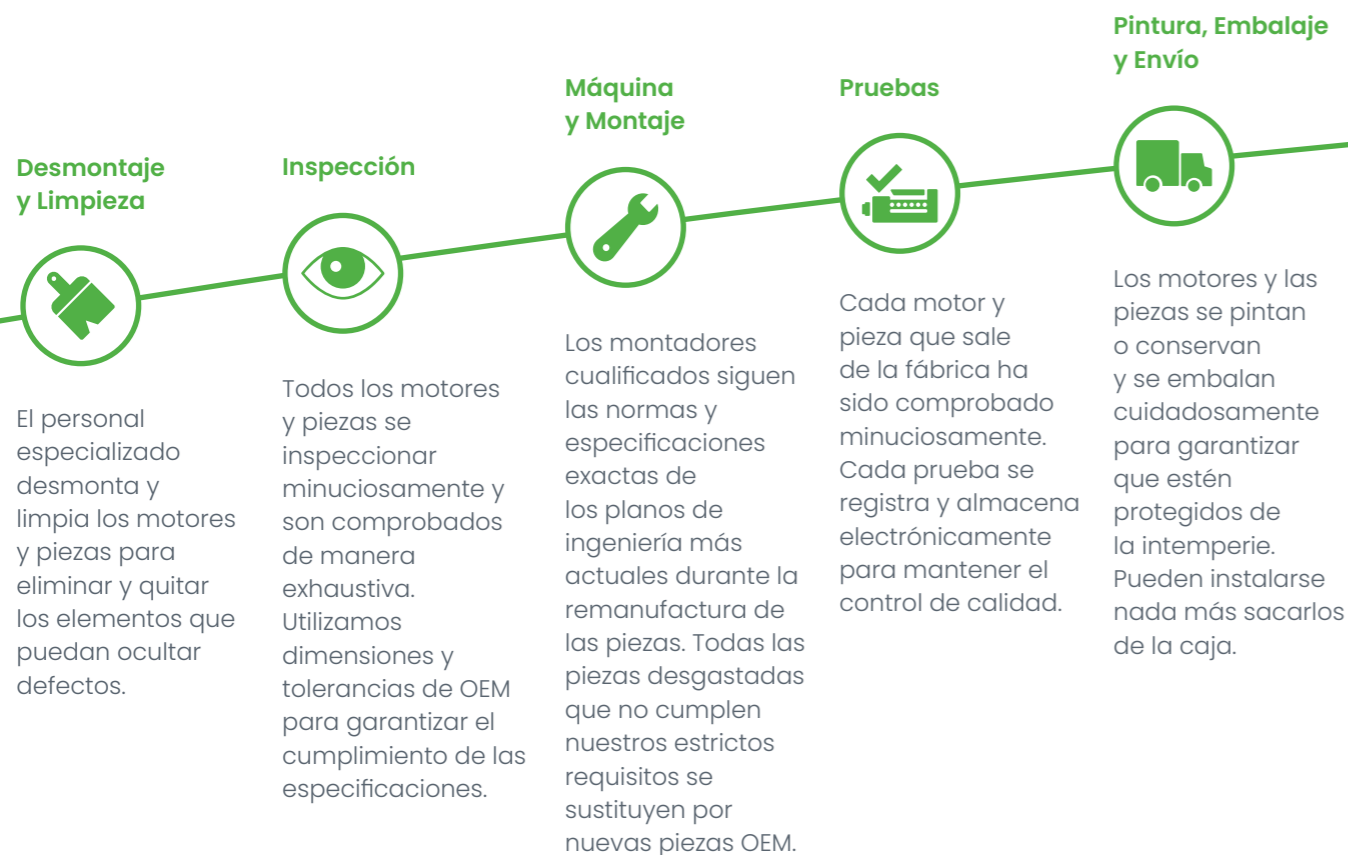 Desmontaje
y Limpieza
El personal
especializado
desmonta y
limpia los motores
y piezas para
eliminar y quitar
los elementos que
puedan ocultar
defectos.
Inspección
Todos los motores
y piezas se
inspeccionar
minuciosamente y
son comprobados
de manera
exhaustiva.
Utilizamos
dimensiones y
tolerancias de OEM
para garantizar el
cumplimiento de las
especificaciones.
Máquina
y Montaje
Los montadores
cualificados siguen
las normas y
especificaciones
exactas de
los planos de
ingeniería más
actuales durante la
remanufactura de
las piezas. Todas las
piezas desgastadas
que no cumplen
nuestros estrictos
requisitos se
sustituyen por
nuevas piezas OEM.
Pruebas
Cada motor y
pieza que sale
de la fábrica ha
sido comprobado
minuciosamente.
Cada prueba se
registra y almacena
electrónicamente
para mantener el
control de calidad.
Pintura, Embalaje
y Envío
Los motores y las
piezas se pintan
o conservan
y se embalan
cuidadosamente
para garantizar
que estén
protegidos de
la intemperie.
Pueden instalarse
nada más sacarlos
de la caja.